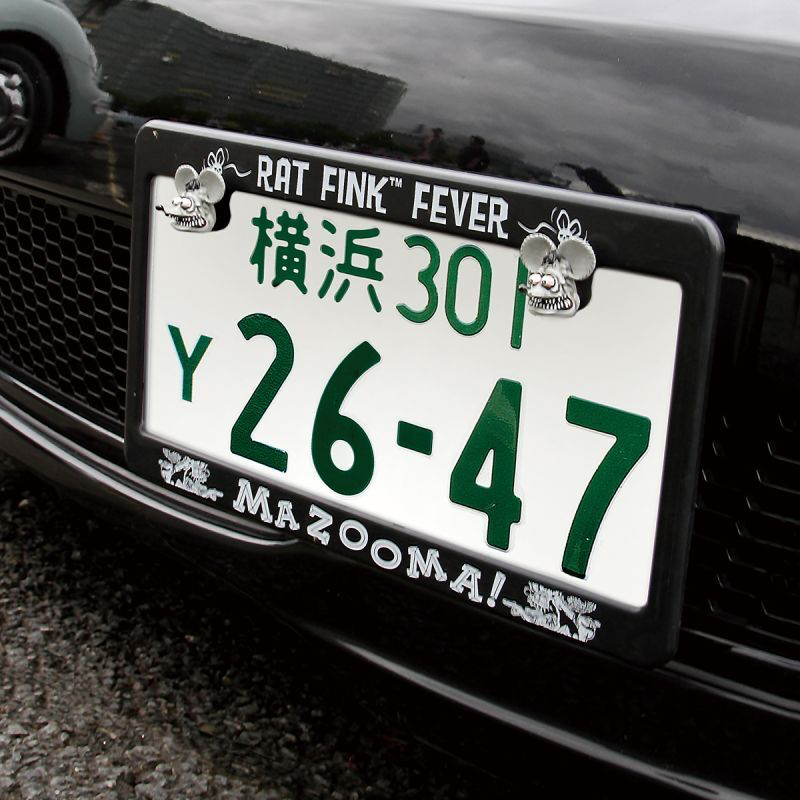 RAT FINK™ FEVER
横浜 301
Y 26-47
MAZOOMA!